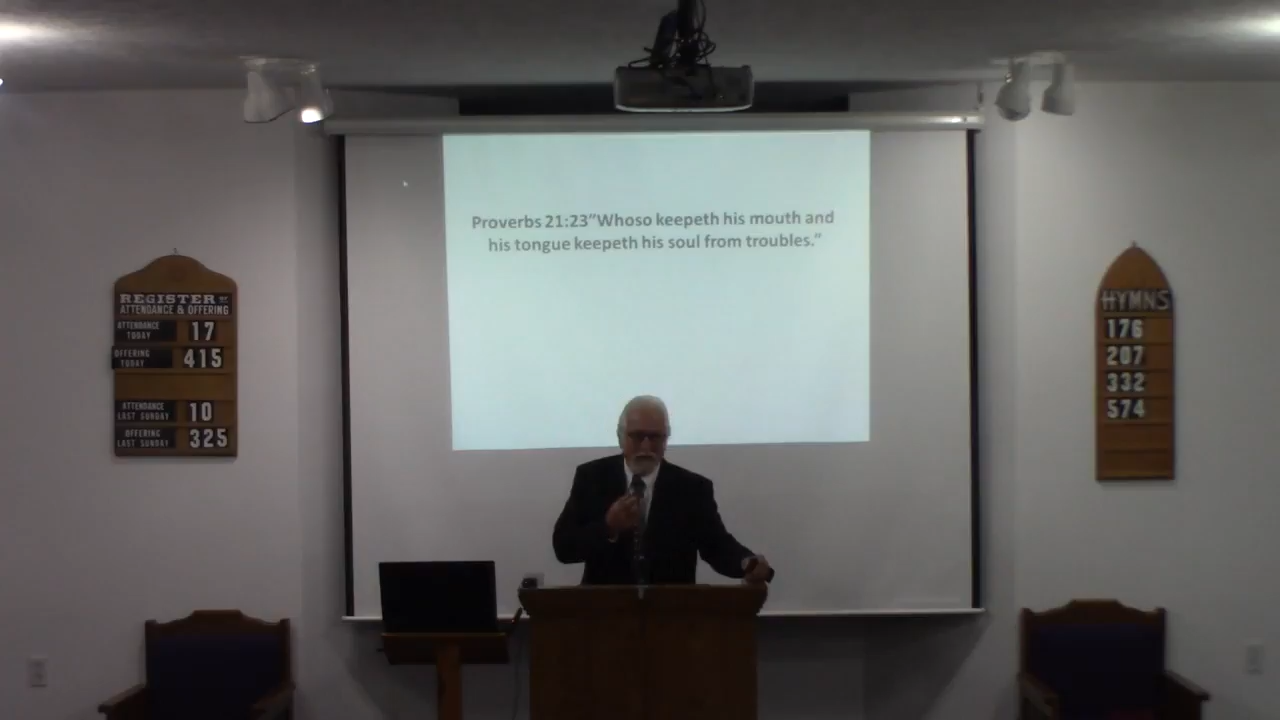 Proverbs 21:23"Whoso keepeth his mouth and
his tongue keepeth his soul from troubles."
REGISTER OF
ATTENDANCE & OFFERING
ATTENDANCE TODAY 17
OFFERING TODAY 415
ATTENDANCE LAST SUNDAY 10
OFFERING LAST SUNDAY 325
HYMNS
176
207
332
574